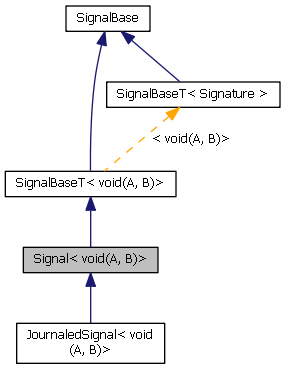 SignalBase
SignalBaseT< Signature >
< void(A, B)>
SignalBaseT< void(A, B)>
Signal< void(A, B)>
JournaledSignal< void
(A, B)>